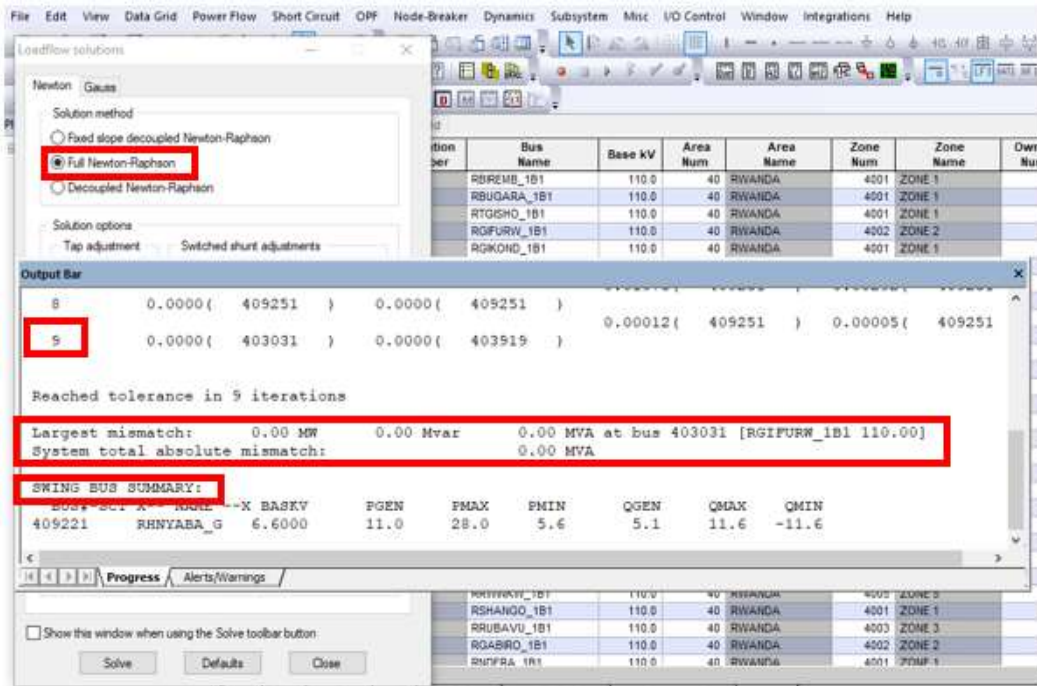 File Edit View Data Grid Power Flow Short Circuit OPF Node-Breaker Dynamics Subsystem Misc I/O Control Window Integrations Help
Loadflow solutions
Newton Gauss
Solution method
Fixed slope decoupled Newton-Raphson
Full Newton-Raphson
Decoupled Newton-Raphson
Solution options
Tap adjustment Switched shunt adjustments
Bus Name Base kV Area Num Area Name Zone Num Zone Name
RBIREMB_1B1 110.0 40 RWANDA 4001 ZONE 1
RBUGARA_1B1 110.0 40 RWANDA 4001 ZONE 1
RTGISHO_1B1 110.0 40 RWANDA 4001 ZONE 1
RGIFURW_1B1 110.0 40 RWANDA 4002 ZONE 2
RGIKOND_1B1 110.0 40 RWANDA 4001 ZONE 1
Output Bar
8 0.0000( 409251 ) 0.0000( 409251 )
0.00012( 409251 ) 0.00005( 409251
9 0.0000( 403031 ) 0.0000( 403919 )
Reached tolerance in 9 iterations
Largest mismatch: 0.00 MW 0.00 Mvar 0.00 MVA at bus 403031 [RGIFURW_1B1 110.00]
System total absolute mismatch: 0.00 MVA
SWING BUS SUMMARY:
BUS#-SCT X-- NAME --X BASKV PGEN PMAX PMIN QGEN QMAX QMIN
409221 RHNYABA_G 6.6000 11.0 28.0 5.6 5.1 11.6 -11.6
Progress Alerts/Warnings
RSHANGO_1B1 110.0 40 RWANDA 4001 ZONE 1
RRUBAVU_1B1 110.0 40 RWANDA 4003 ZONE 3
RGABIRO_1B1 110.0 40 RWANDA 4002 ZONE 2
RNDERA_1B1 110.0 40 RWANDA 4001 ZONE 1
Show this window when using the Solve toolbar button
Solve Defaults Close